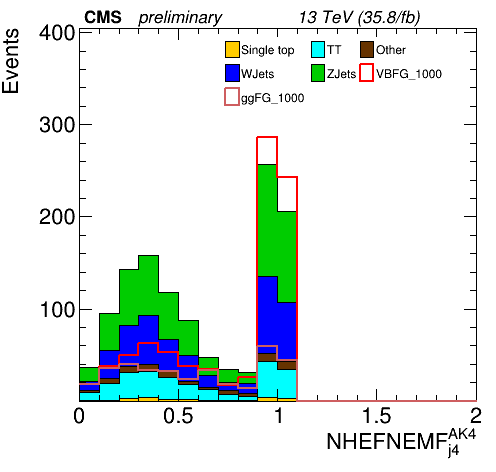 CMS preliminary 13 TeV (35.8/fb)
Events
400
300
200
100
Single top TT Other
WJets ZJets VBFG_1000
ggFG_1000
0 0.5 1 1.5 2
NHEFNEMF^{AK4}_{j4}